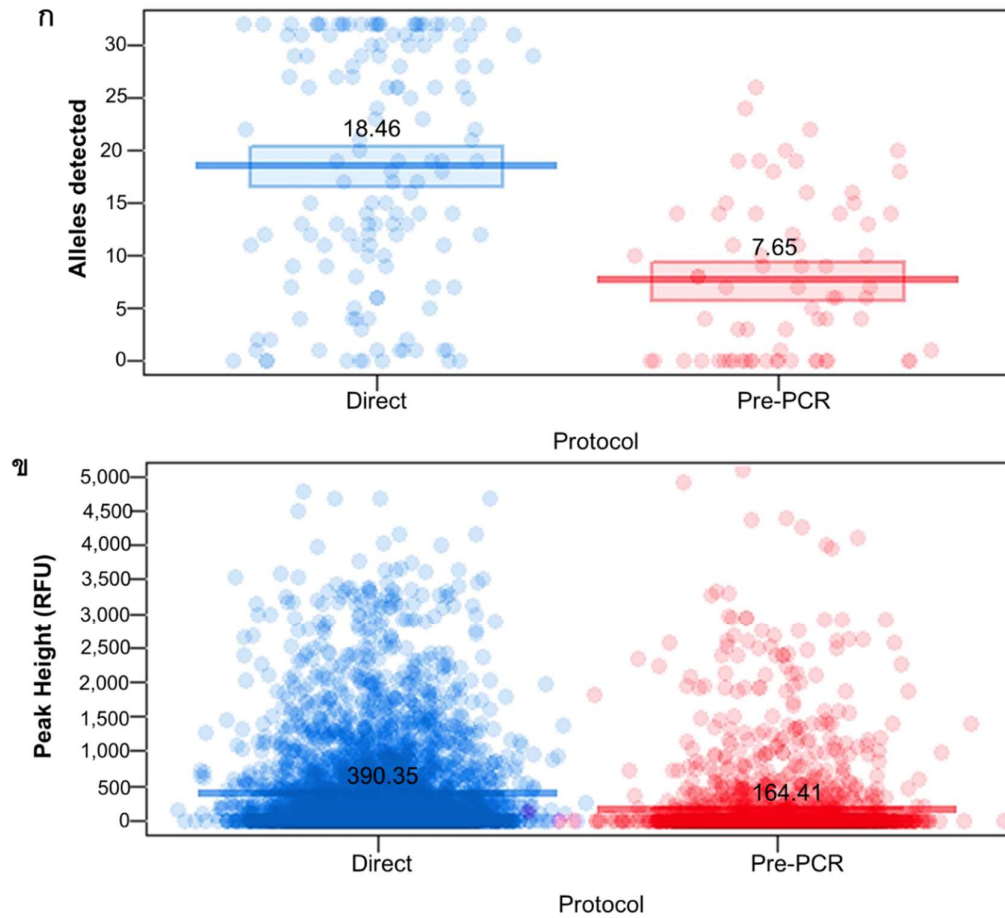 ก
Alleles detected
30
25
20
15
10
5
0
18.46
7.65
Direct
Pre-PCR
Protocol
ข
Peak Height (RFU)
5,000
4,500
4,000
3,500
3,000
2,500
2,000
1,500
1,000
500
0
390.35
164.41
Direct
Pre-PCR
Protocol